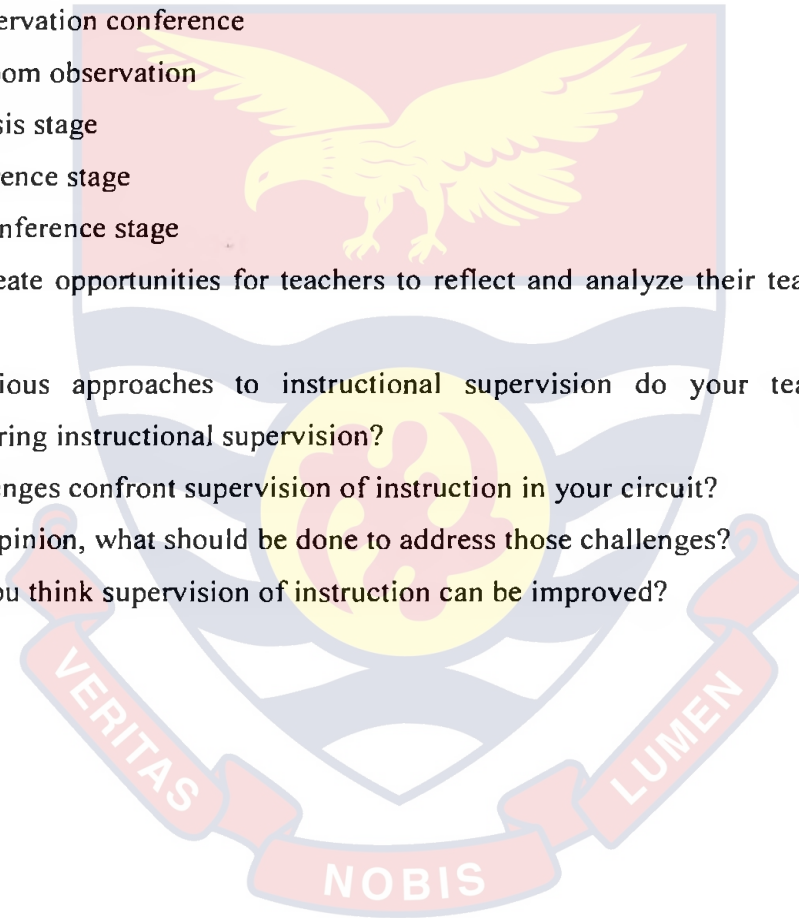 ervation conference
om observation
sis stage
rence stage
nference stage
eate opportunities for teachers to reflect and analyze their tea
ious approaches to instructional supervision do your tea
ring instructional supervision?
enges confront supervision of instruction in your circuit?
pinion, what should be done to address those challenges?
ou think supervision of instruction can be improved?
VERITAS
NOBIS
LUMEN